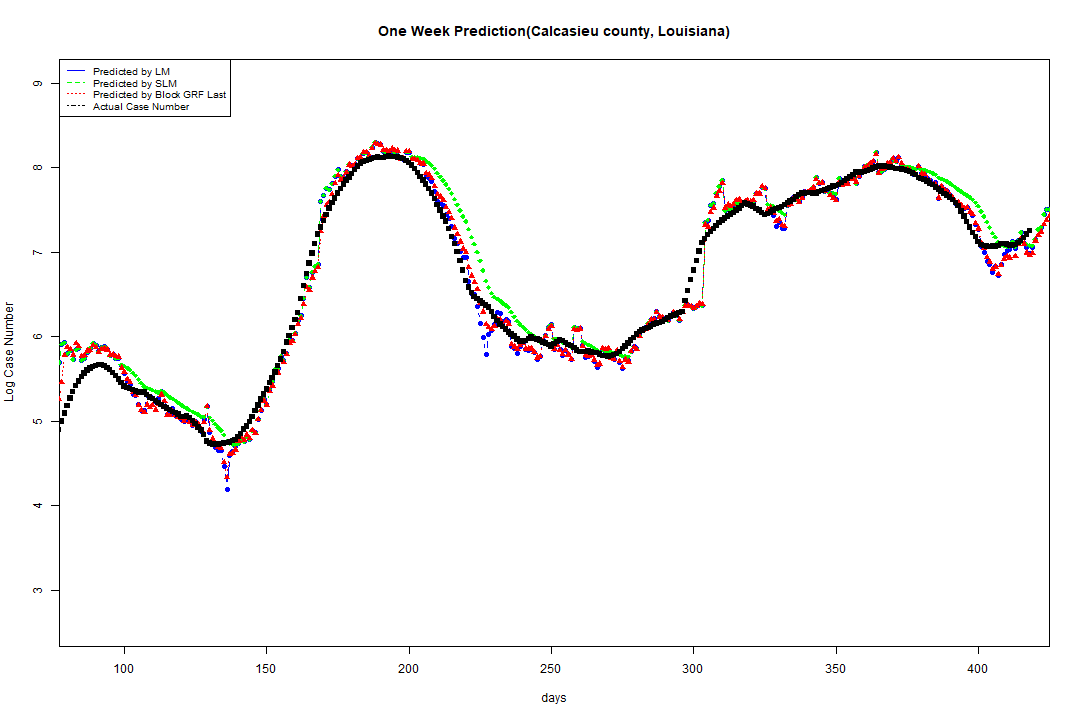 One Week Prediction(Calcasieu county, Louisiana)
Predicted by LM
Predicted by SLM
Predicted by Block GRF Last
Actual Case Number
Log Case Number
9
8
7
6
5
4
3
100 150 200 250 300 350 400
days